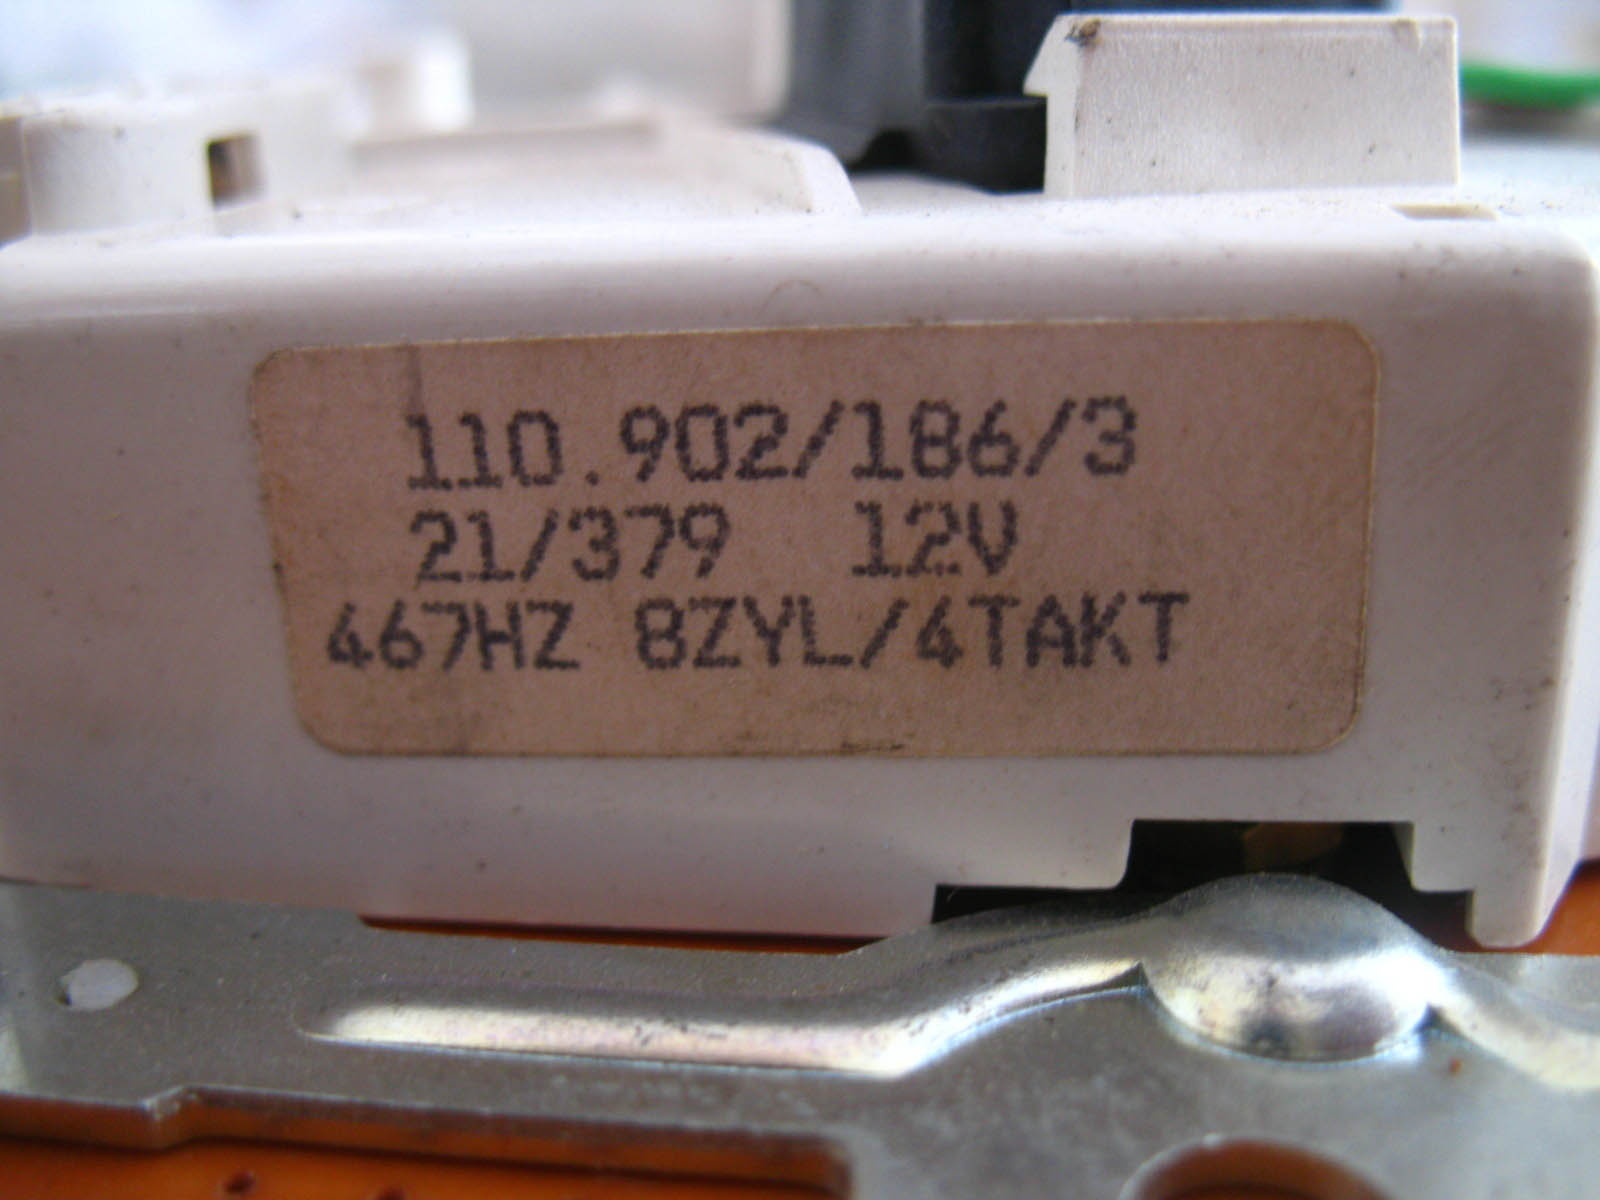 110.902/186/3
21/379 12V
467HZ 8ZYL/4TAKT